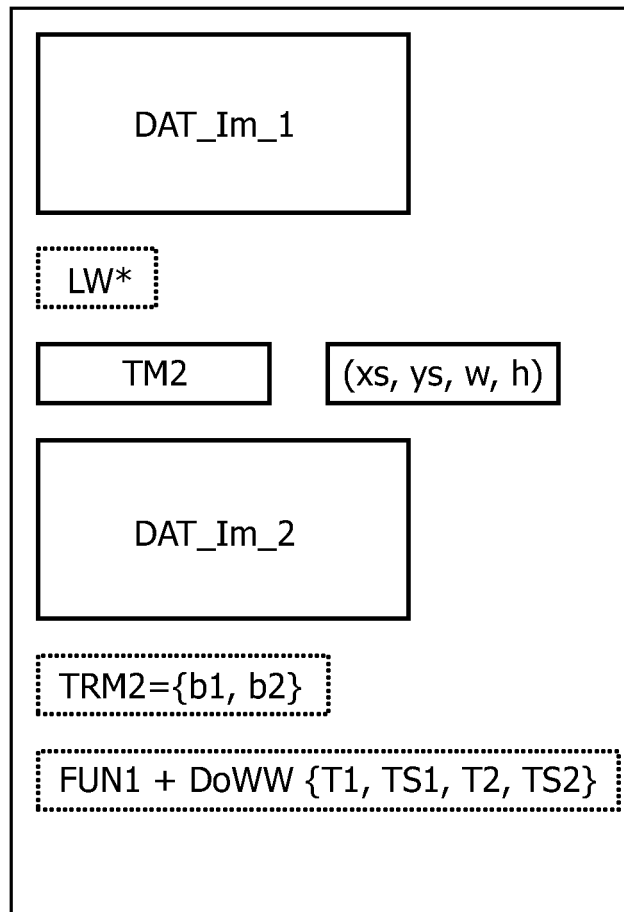 DAT_Im_1
LW*
TM2 (xs, ys, w, h)
DAT_Im_2
TRM2={b1, b2}
FUN1 + DoWW {T1, TS1, T2, TS2}